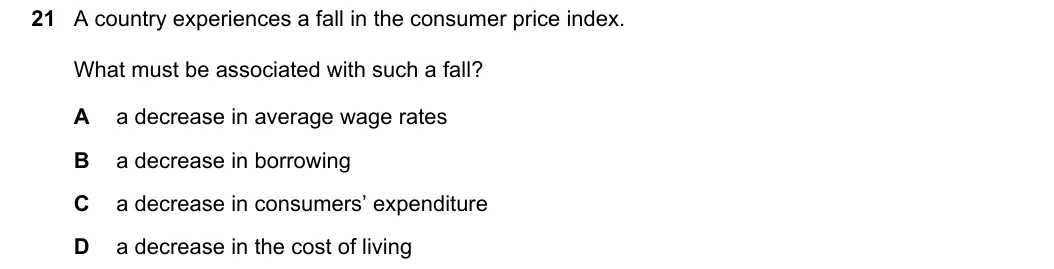 21 A country experiences a fall in the consumer price index.
What must be associated with such a fall?
A a decrease in average wage rates
B a decrease in borrowing
C a decrease in consumers’ expenditure
D a decrease in the cost of living